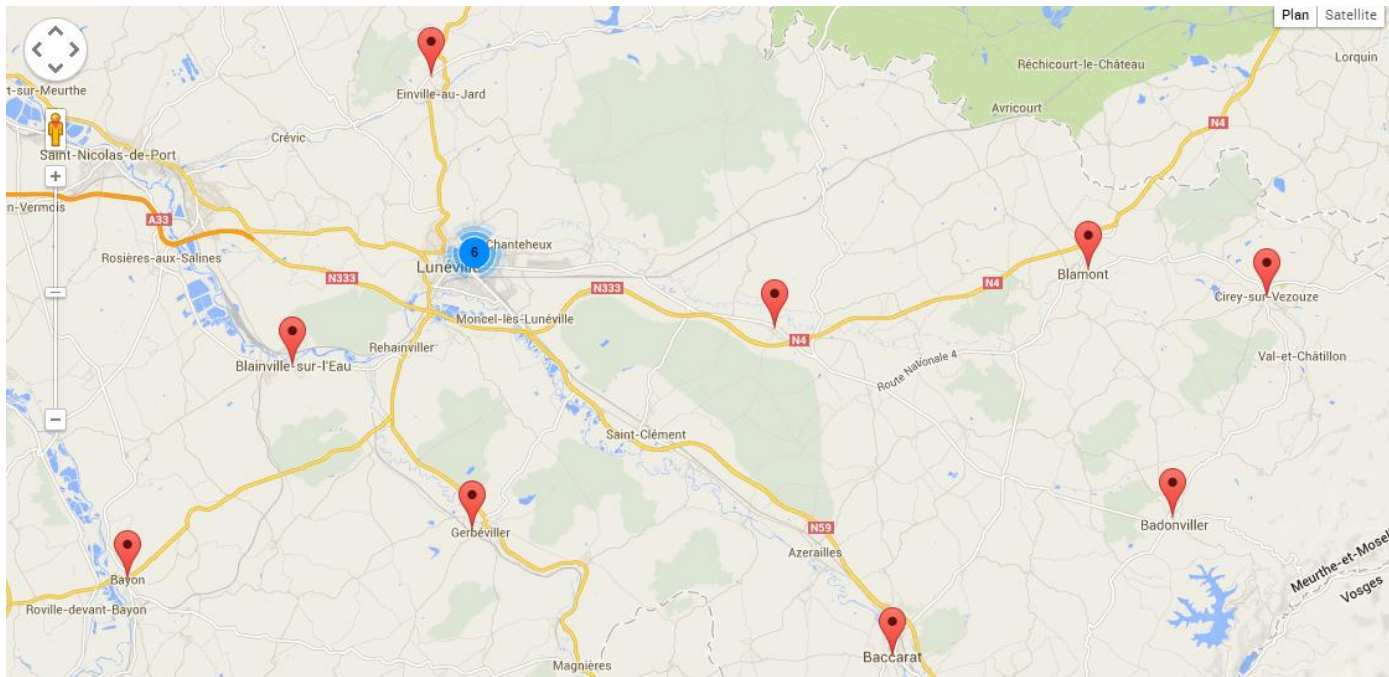 Plan
Satellite
Lorquin
Réchicourt-le-Château
rt-sur-Meurthe
Einville-au-Jard
Avricourt
N4
Crévic
Saint-Nicolas-de-Port
n-Vermois
A33
Chanteheux
6
Rosières-aux-Salines
Lunéville
N333
Blamont
N4
N333
Cirey-sur-Vezouze
Moncel-lès-Lunéville
N4
Rehainviller
Blainville-sur-l'Eau
Route Nationale 4
Val-et-Châtillon
Saint-Clément
Badonviller
N59
Gerbéviller
Azerailles
Meurthe-et-Mosel
Bayon
Vosges
Roville-devant-Bayon
Baccarat
Magnières